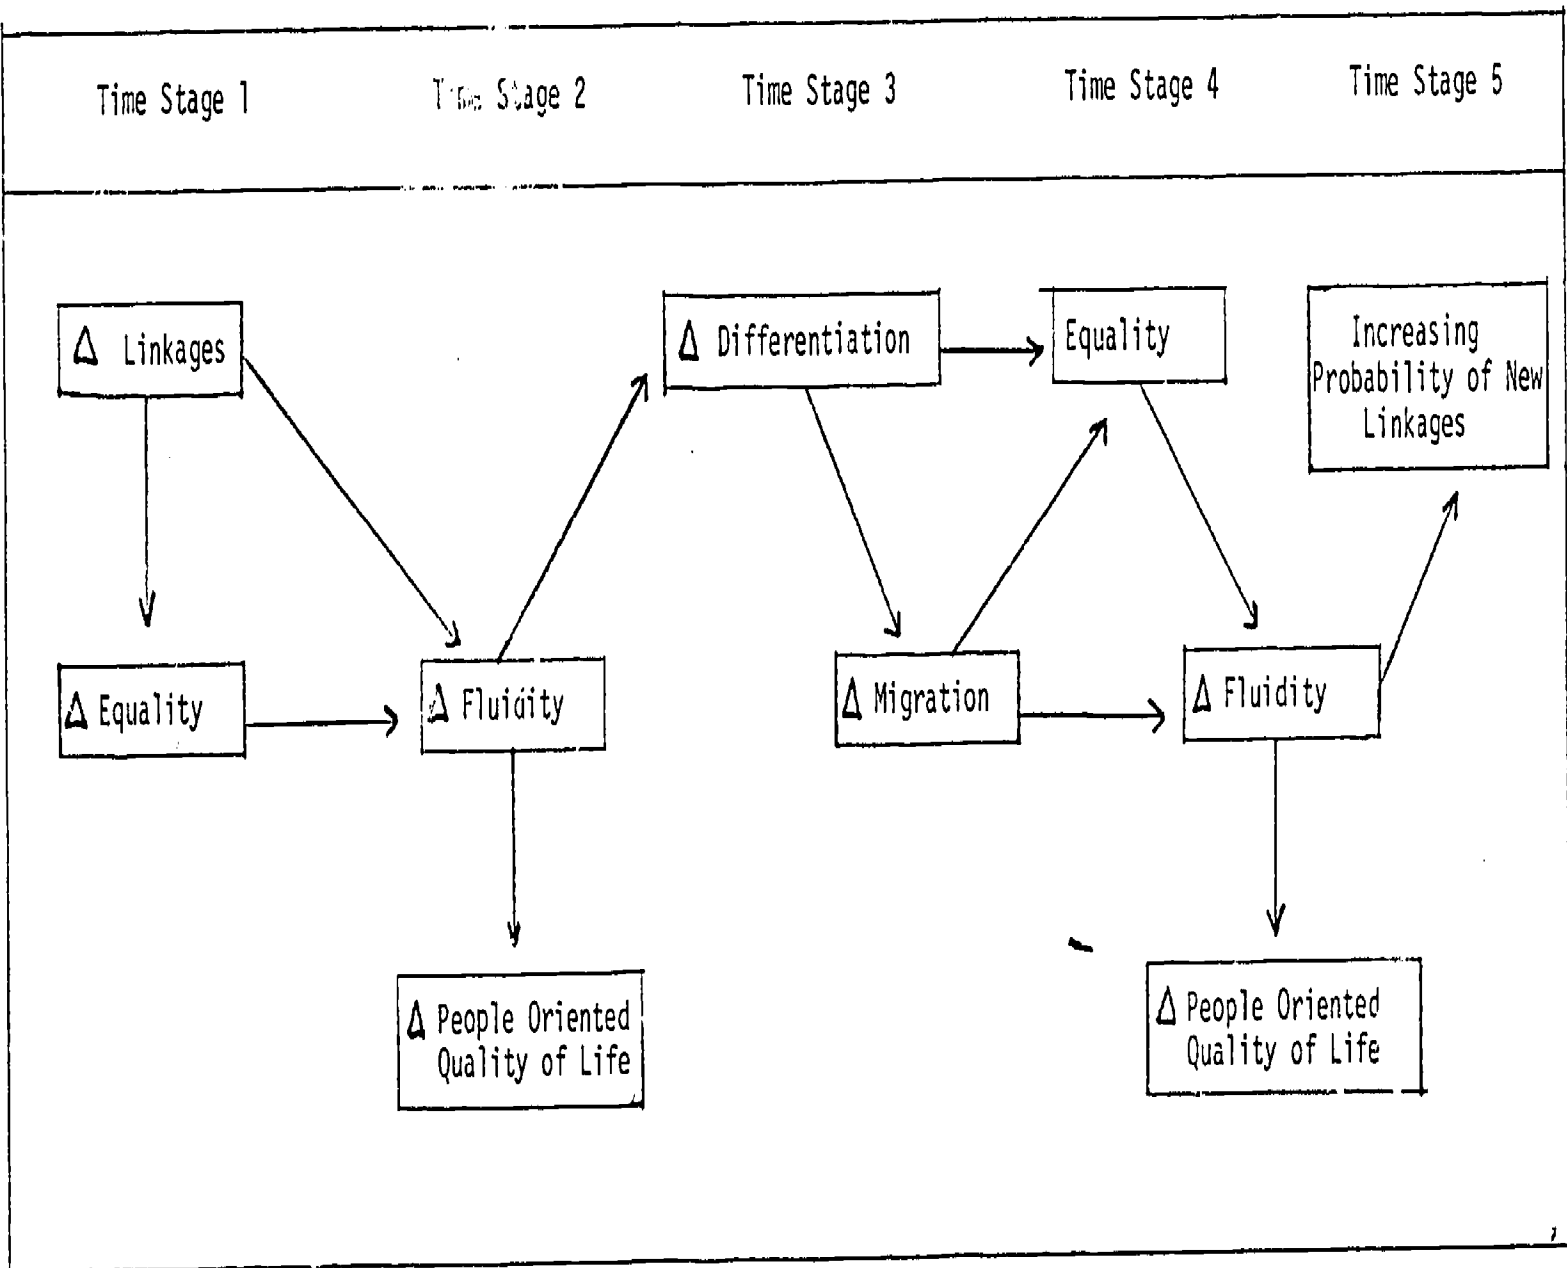 Time Stage 1
Time Stage 2
Time Stage 3
Time Stage 4
Time Stage 5
Δ Linkages
Δ Differentiation
Equality
Increasing
Probability of New
Linkages
Δ Equality
Δ Fluidity
Δ Migration
Δ Fluidity
Δ People Oriented
Quality of Life
Δ People Oriented
Quality of Life